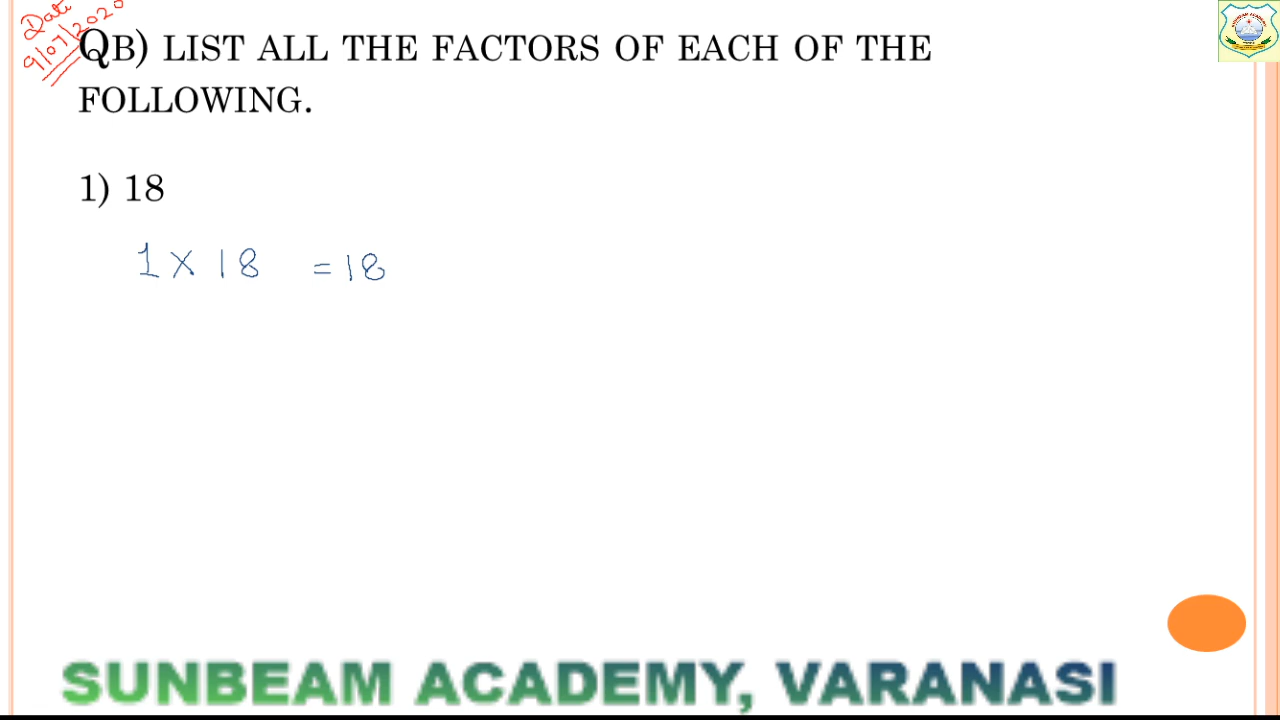 Date
9/07/2020
QB) LIST ALL THE FACTORS OF EACH OF THE
FOLLOWING.
1) 18
1 × 18 = 18
SUNBEAM ACADEMY, VARANASI